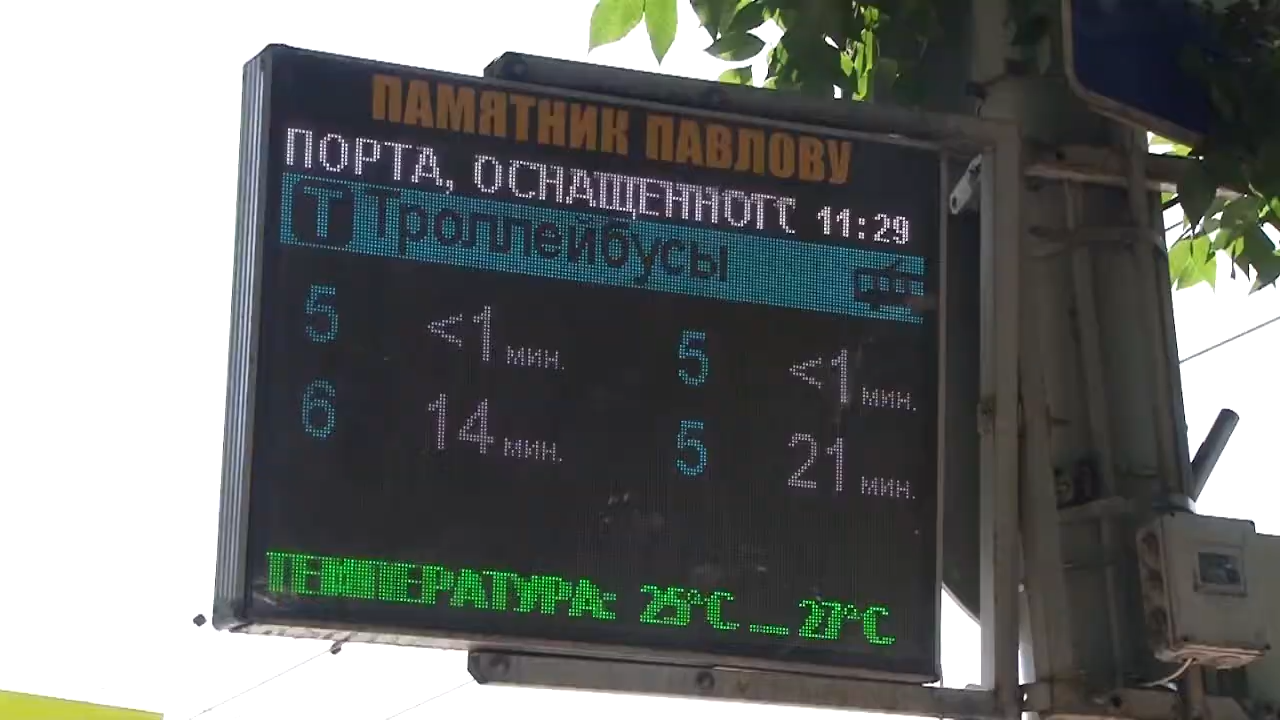 ПАМЯТНИК ПАВЛОВУ
ПОРТА, ОСНАЩЕННОГО 11:29
Т Троллейбусы
5 <1 мин. 5 <1 мин.
6 14 мин. 5 21 мин.
ТЕМПЕРАТУРА: 25°C ... 27°C